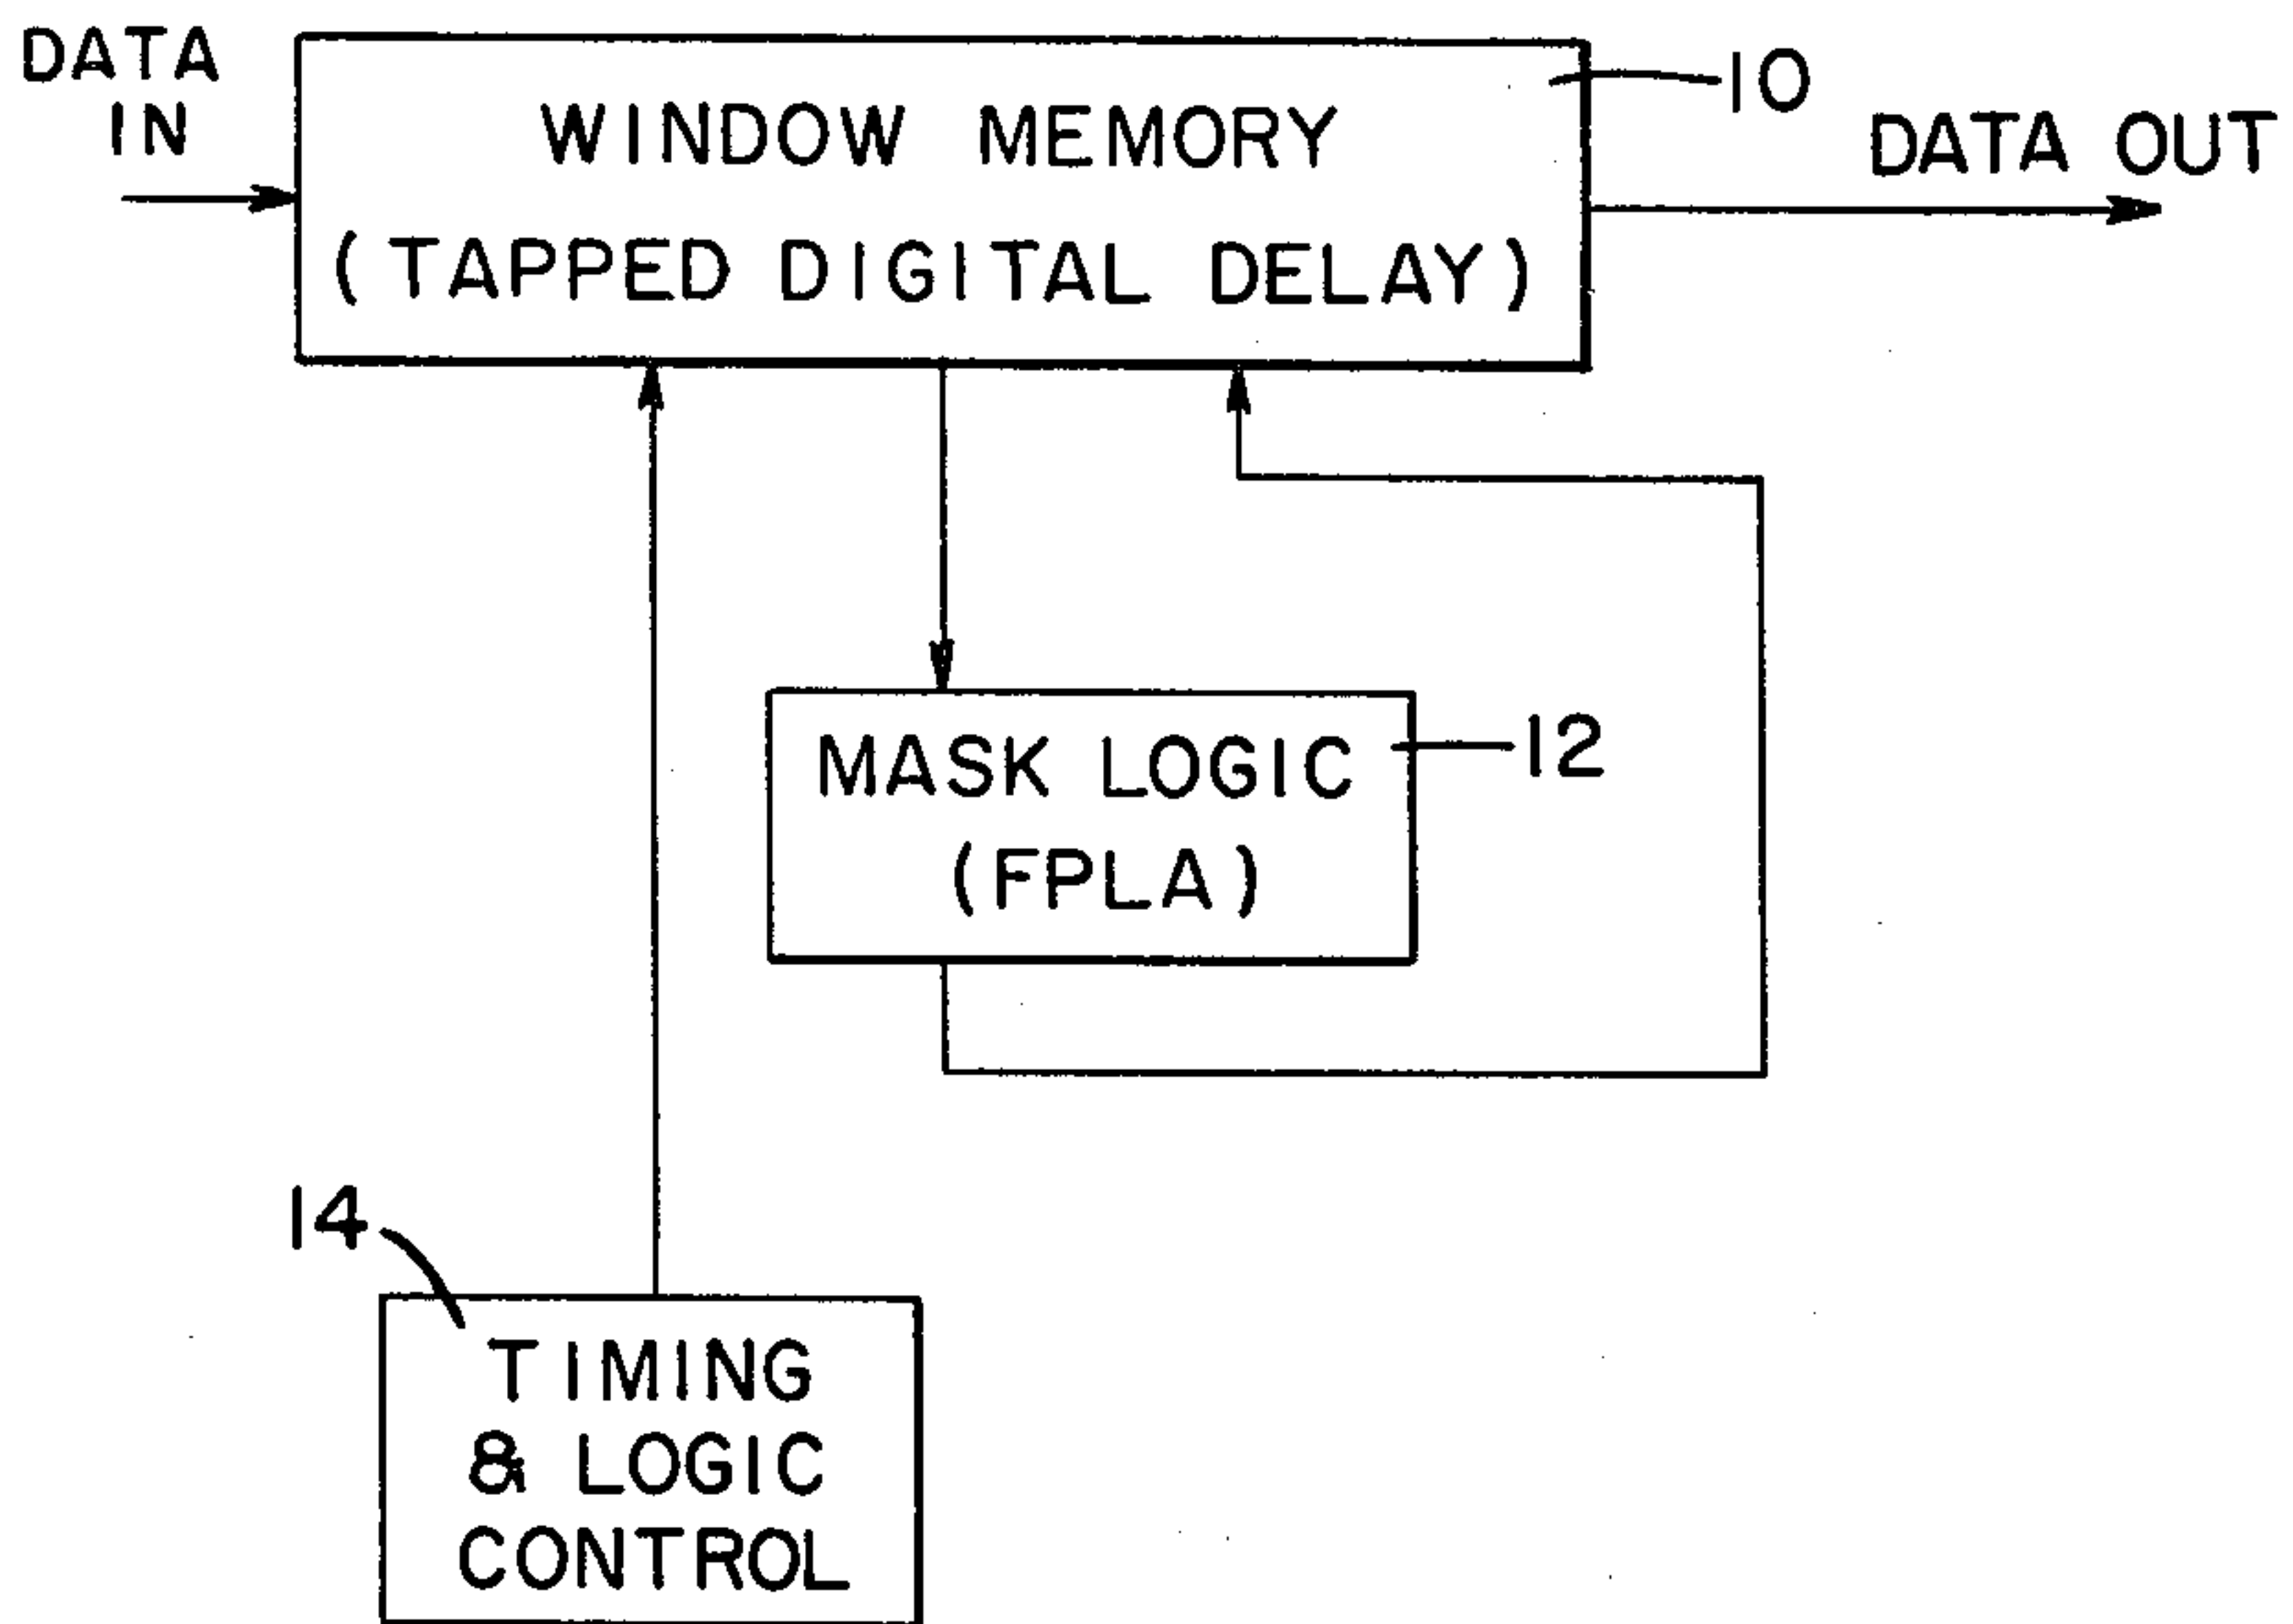 DATA
IN
WINDOW MEMORY
(TAPPED DIGITAL DELAY)
10
DATA OUT
MASK LOGIC
(FPLA)
12
14
TIMING
& LOGIC
CONTROL